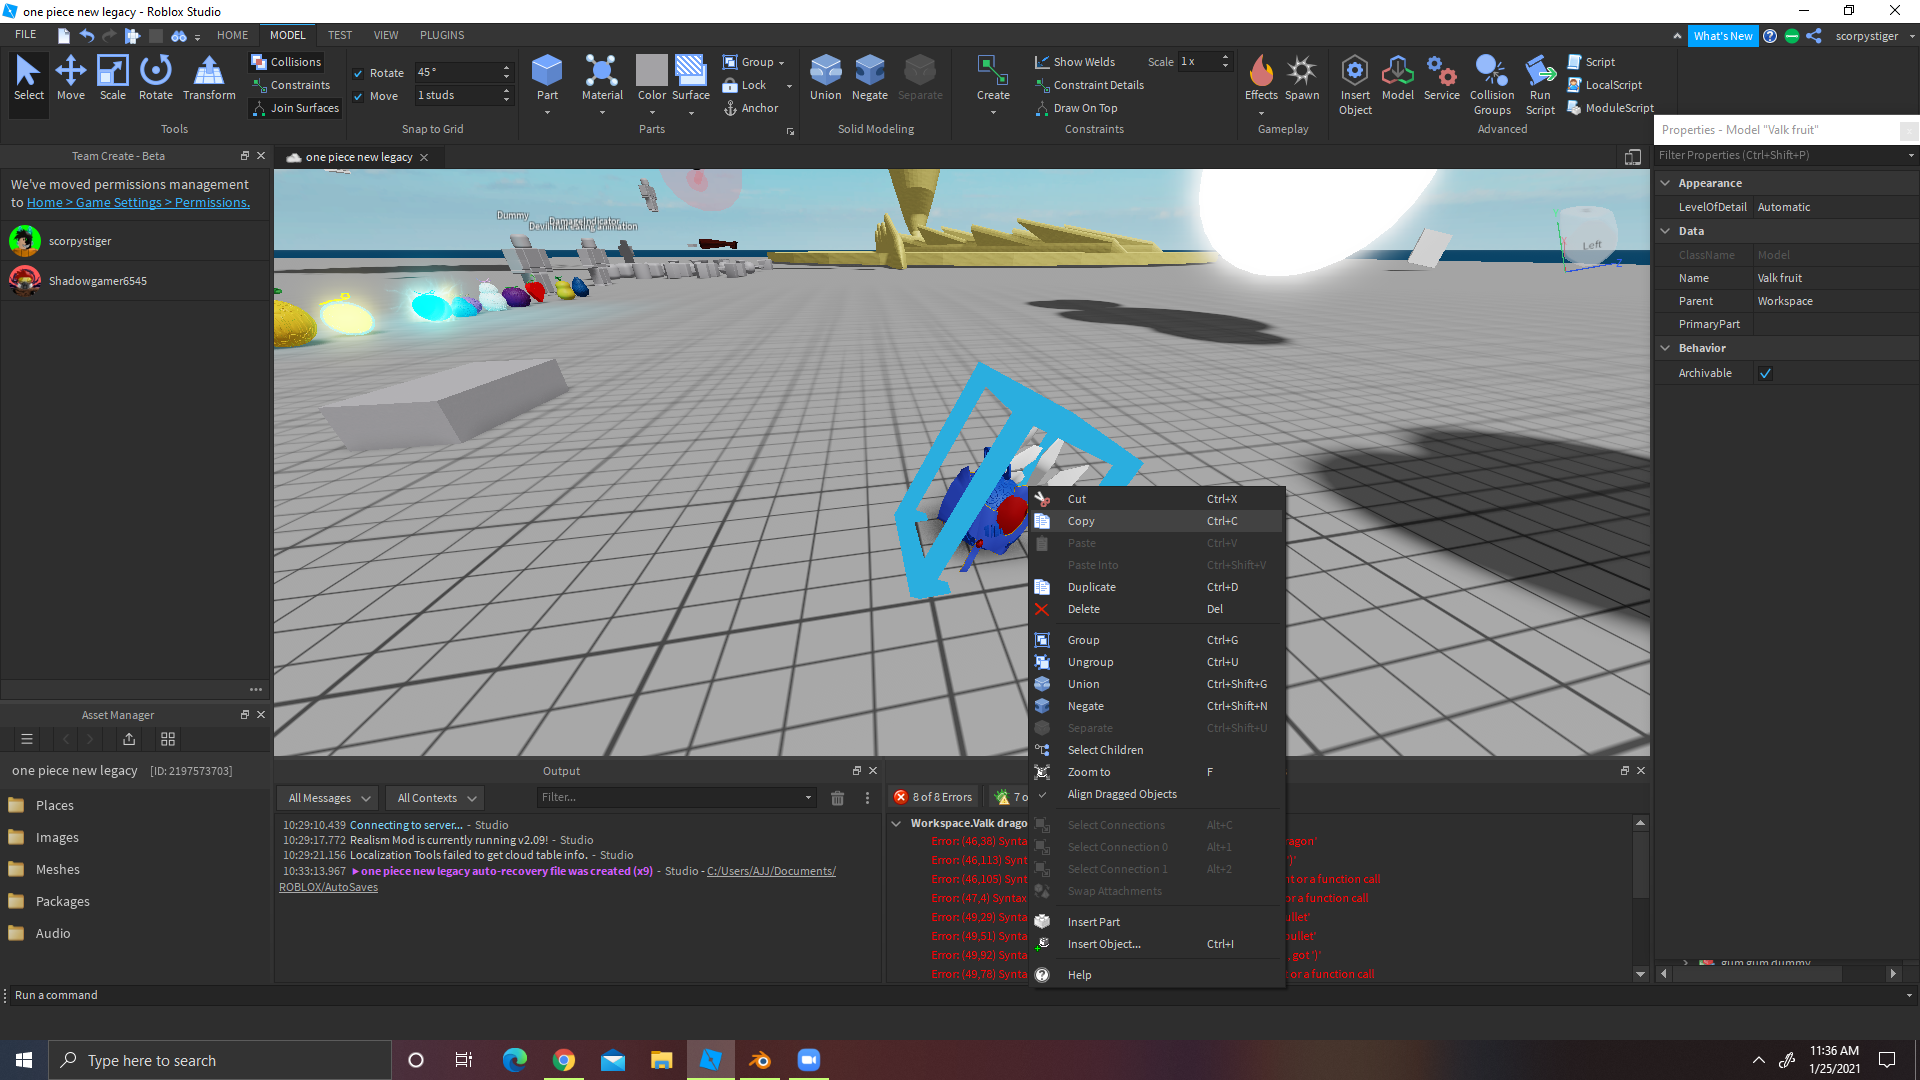 one piece new legacy - Roblox Studio
FILE
HOME
MODEL
TEST
VIEW
PLUGINS
What's New
scorpystiger
Select
Move
Scale
Rotate
Transform
Collisions
Constraints
Join Surfaces
Tools
Rotate
45°
Move
1 studs
Snap to Grid
Part
Material
Color
Surface
Group
Lock
Anchor
Parts
Union
Negate
Separate
Solid Modeling
Create
Show Welds
Scale
1 x
Constraint Details
Draw On Top
Constraints
Effects
Spawn
Gameplay
Insert
Object
Model
Service
Collision
Groups
Run
Script
Script
LocalScript
ModuleScript
Advanced
Team Create - Beta
We've moved permissions management
to Home > Game Settings > Permissions.
scorpystiger
Shadowgamer6545
one piece new legacy
Dummy
DamageIndicator
Left
Properties - Model "Valk fruit"
Filter Properties (Ctrl+Shift+P)
Appearance
LevelOfDetail Automatic
Data
ClassName Model
Name Valk fruit
Parent Workspace
PrimaryPart
Behavior
Archivable
Cut Ctrl+X
Copy Ctrl+C
Paste Ctrl+V
Paste Into Ctrl+Shift+V
Duplicate Ctrl+D
Delete Del
Group Ctrl+G
Ungroup Ctrl+U
Union Ctrl+Shift+G
Negate Ctrl+Shift+N
Separate Ctrl+Shift+U
Select Children
Zoom to F
Align Dragged Objects
Select Connections Alt+C
Select Connection 0 Alt+1
Select Connection 1 Alt+2
Swap Attachments
Insert Part
Insert Object... Ctrl+I
Help
Asset Manager
one piece new legacy [ID: 2197573703]
Places
Images
Meshes
Packages
Audio
Output
All Messages
All Contexts
Filter...
10:29:10.439 Connecting to server... - Studio
10:29:17.772 Realism Mod is currently running v2.09! - Studio
10:29:21.156 Localization Tools failed to get cloud table info. - Studio
10:33:13.967 ▶one piece new legacy auto-recovery file was created (x9) - Studio - C:/Users/AJJ/Documents/
ROBLOX/AutoSaves
8 of 8 Errors
7 o
Workspace.Valk drago
Error: (46,38) Synta ragon'
Error: (46,113) Synta )'
Error: (46,105) Synta nt or a function call
Error: (47,4) Syntax or a function call
Error: (49,29) Synta ullet'
Error: (49,51) Synta bullet'
Error: (49,92) Synta , got ')'
Error: (49,78) Synta t or a function call
gum gum dummy
Run a command
Type here to search
11:36 AM
1/25/2021